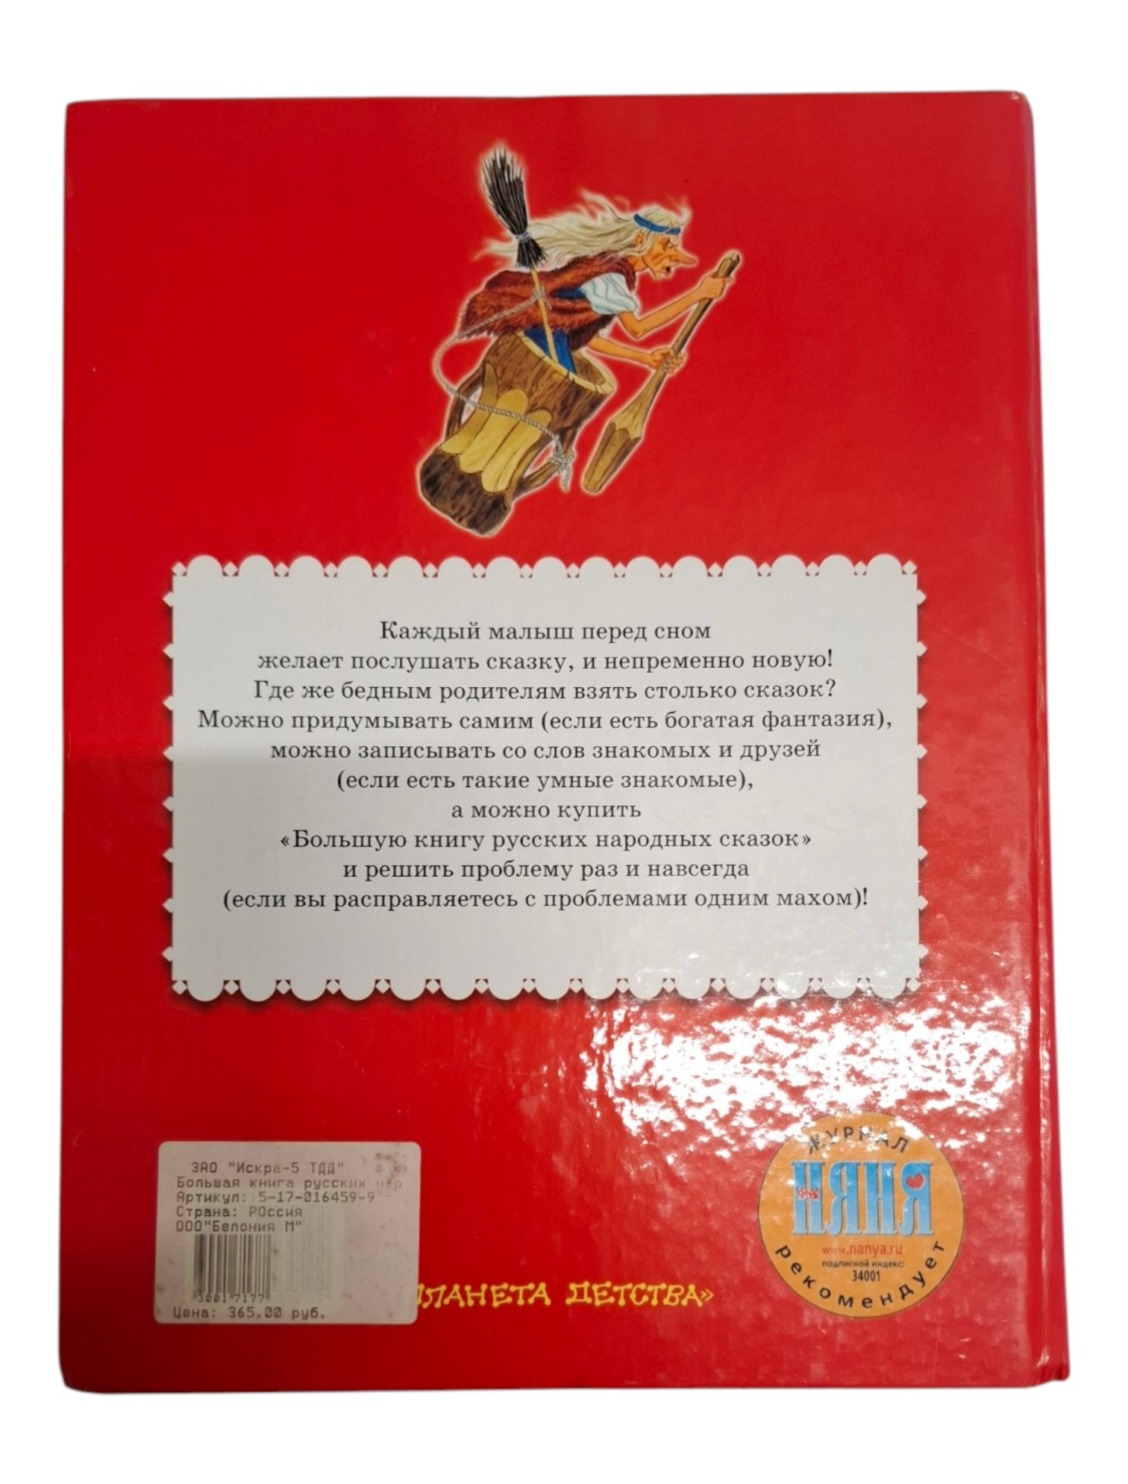 Каждый малыш перед сном
желает послушать сказку, и непременно новую!
Где же бедным родителям взять столько сказок?
Можно придумывать самим (если есть богатая фантазия),
можно записывать со слов знакомых и друзей
(если есть такие умные знакомые),
а можно купить
«Большую книгу русских народных сказок»
и решить проблему раз и навсегда
(если вы расправляетесь с проблемами одним махом)!
ЗАО "Искра-5 ТДД"
Большая книга русских нар
Артикул: 5-17-016459-9
Страна: РОссия
ООО"Белония М"
Цена: 365.00 руб.
ПЛАНЕТА ДЕТСТВА»
ЖУРНАЛ
НЯНЯ
www.nanya.ru
подписной индекс:
34001
рекомендует